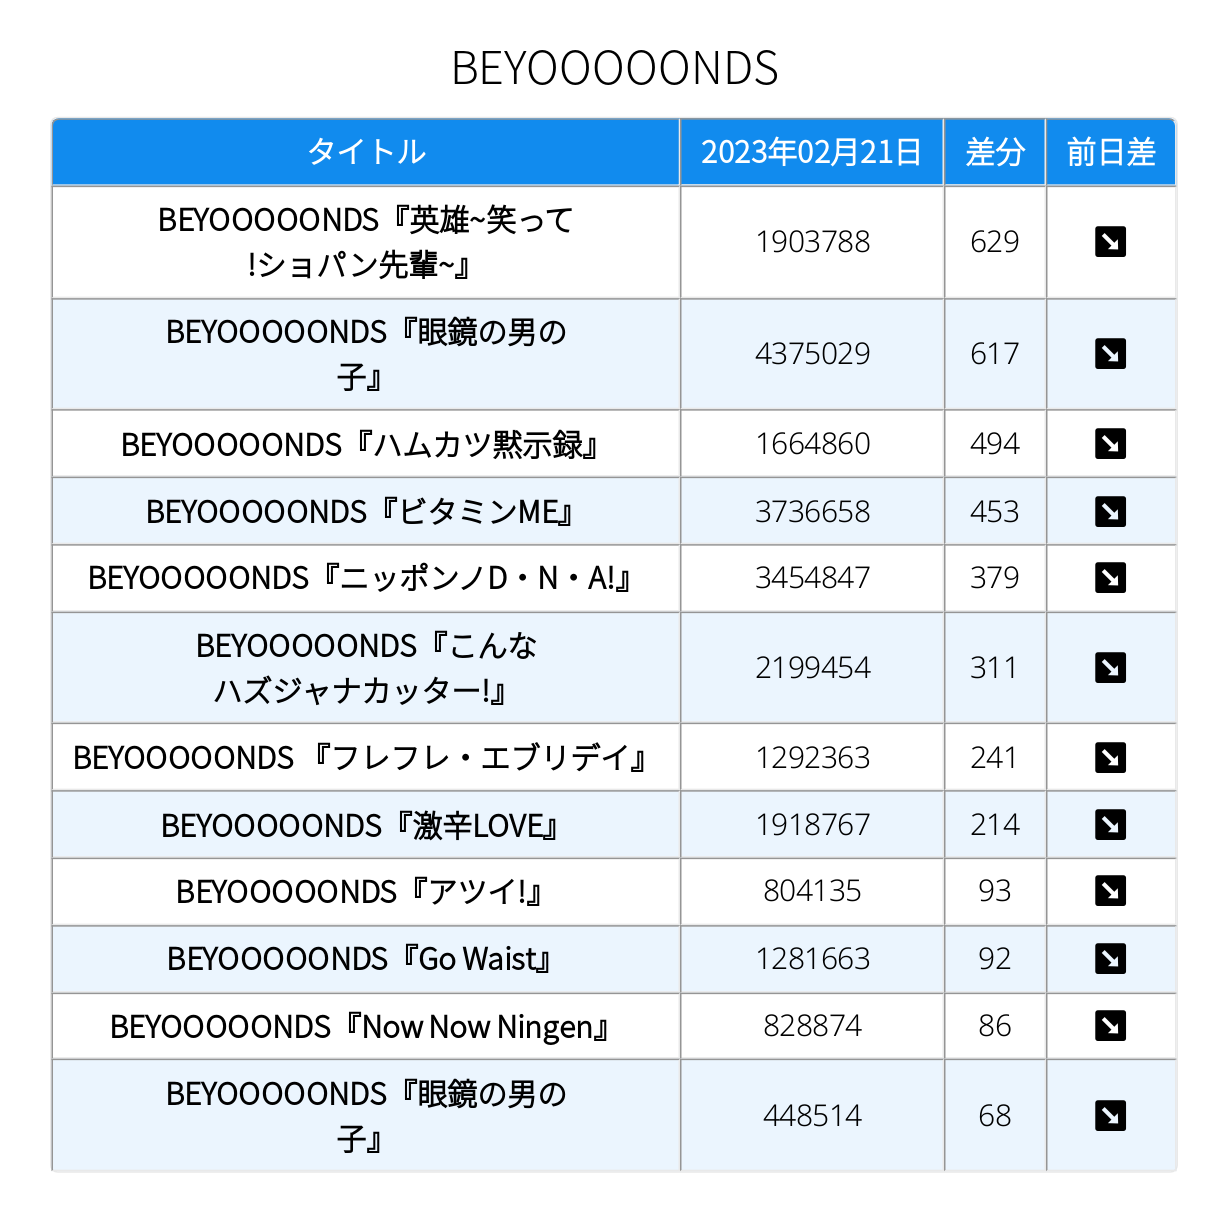 BEYOOOOONDS
タイトル 2023年02月21日 差分 前日差
BEYOOOOONDS『英雄~笑って
!ショパン先輩~』 1903788 629
BEYOOOOONDS『眼鏡の男の
子』 4375029 617
BEYOOOOONDS『ハムカツ黙示録』 1664860 494
BEYOOOOONDS『ビタミンME』 3736658 453
BEYOOOOONDS『ニッポンノD・N・A!』 3454847 379
BEYOOOOONDS『こんな
ハズジャナカッター!』 2199454 311
BEYOOOOONDS 『フレフレ・エブリデイ』 1292363 241
BEYOOOOONDS『激辛LOVE』 1918767 214
BEYOOOOONDS『アツイ!』 804135 93
BEYOOOOONDS『Go Waist』 1281663 92
BEYOOOOONDS『Now Now Ningen』 828874 86
BEYOOOOONDS『眼鏡の男の
子』 448514 68